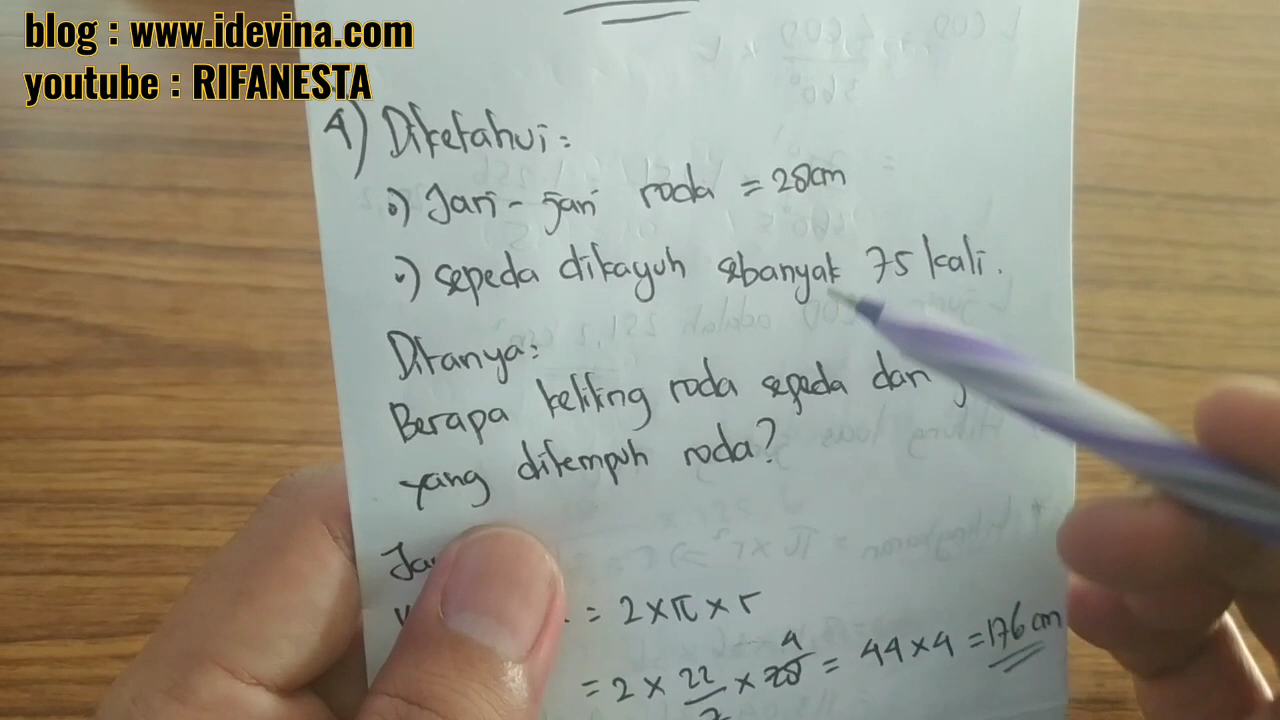 blog : www.idevina.com
youtube : RIFANESTA
4) Diketahui :
•) Jari - jari roda = 28cm
•) sepeda dikayuh sebanyak 75 kali.
Ditanya:
Berapa keliling roda sepeda dan
yang ditempuh roda?
= 2 x π x r
= 2 x 22 x 28 4 = 44 x 4 = 176 cm